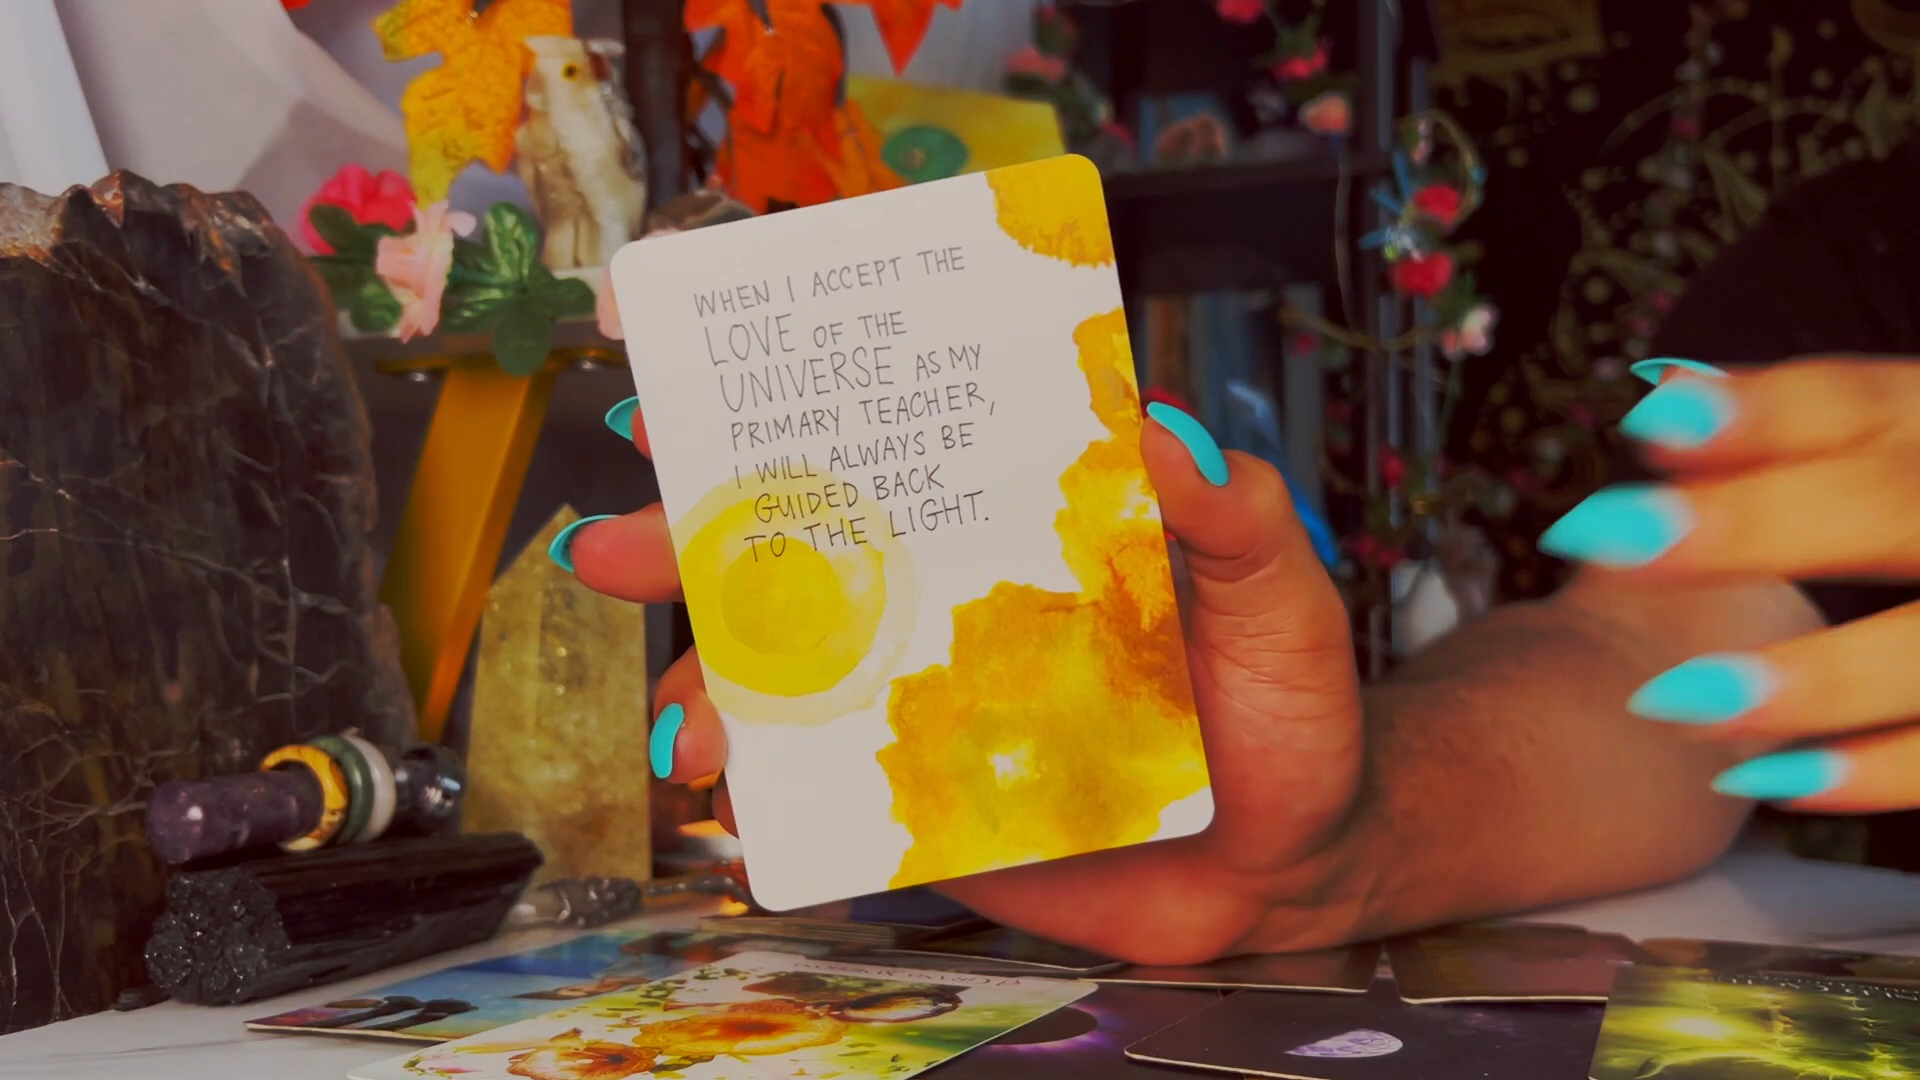 WHEN I ACCEPT THE
LOVE OF THE
UNIVERSE AS MY
PRIMARY TEACHER,
I WILL ALWAYS BE
GUIDED BACK
TO THE LIGHT.